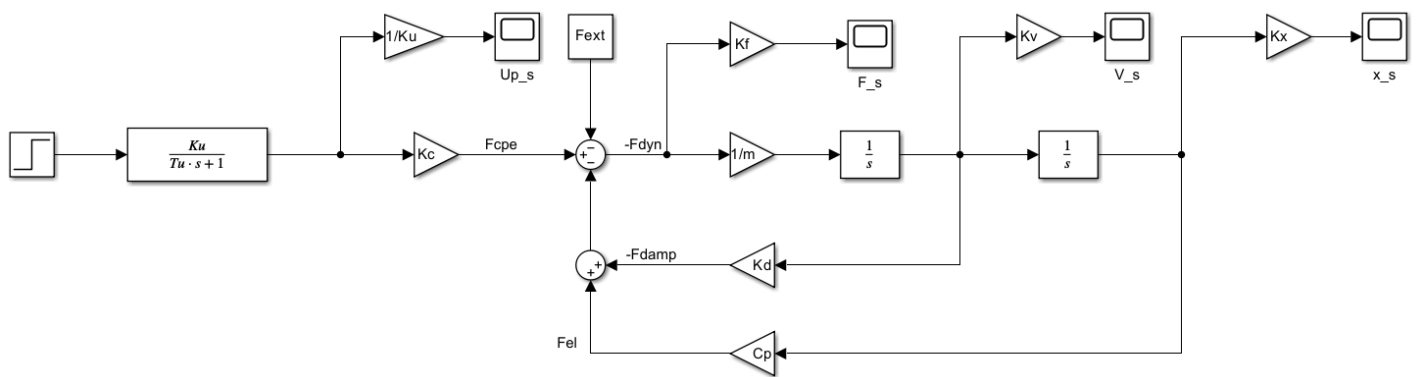 1/Ku
Up_s
Fext
Kf
F_s
Kv
V_s
Kx
x_s
Ku
Tu · s + 1
Kc
Fcpe
+
−
−
-Fdyn
1/m
1
s
1
s
-Fdamp
+
+
Kd
Fel
Cp